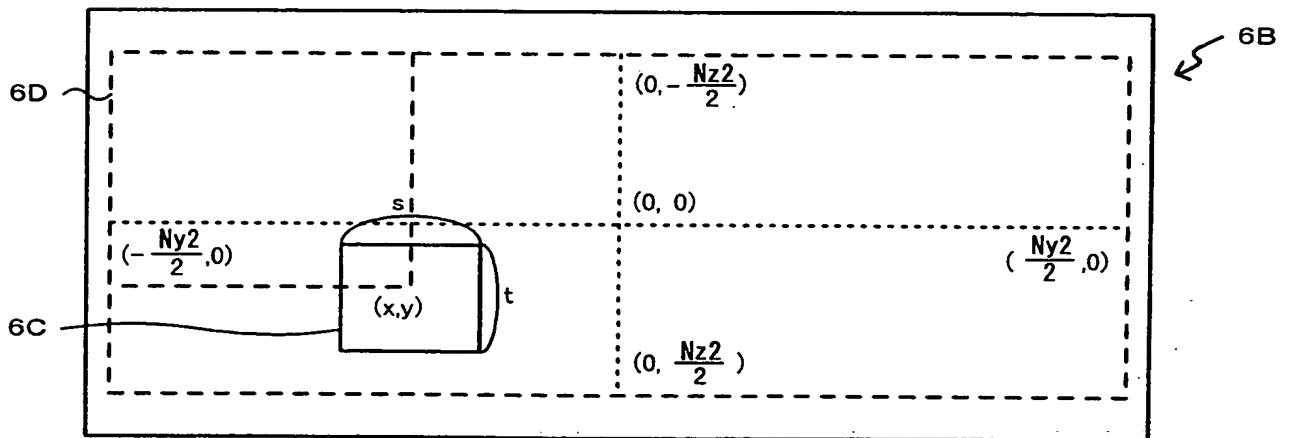 6B
6D
(0,-Nz2/2)
s
(0, 0)
(-Ny2/2,0)
(Ny2/2,0)
(x,y)
t
6C
(0, Nz2/2)